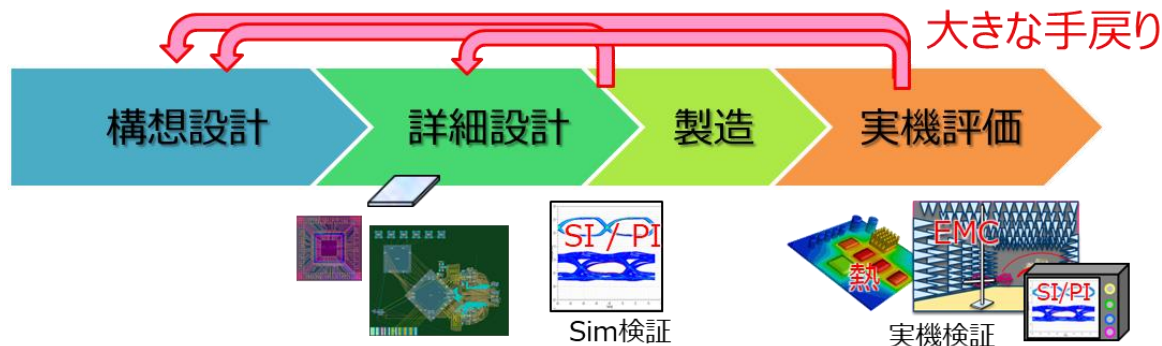 大きな手戻り
構想設計
詳細設計
製造
実機評価
SI / PI
Sim検証
熱
EMC
SI/PI
実機検証